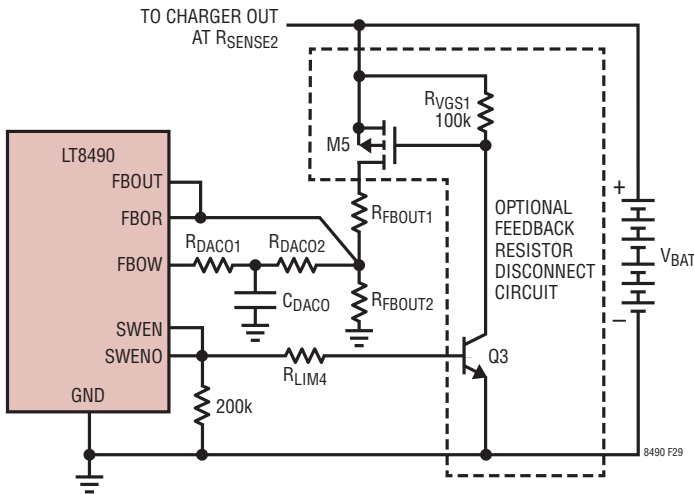 TO CHARGER OUT
AT RSENSE2
RVGS1
100k
M5
LT8490
FBOUT
FBOR
FBOW
RDACO1
RDACO2
CDACO
RFBOUT1
RFBOUT2
OPTIONAL
FEEDBACK
RESISTOR
DISCONNECT
CIRCUIT
+
VBAT
–
SWEN
SWENO
RLIM4
Q3
200k
GND
8490 F29